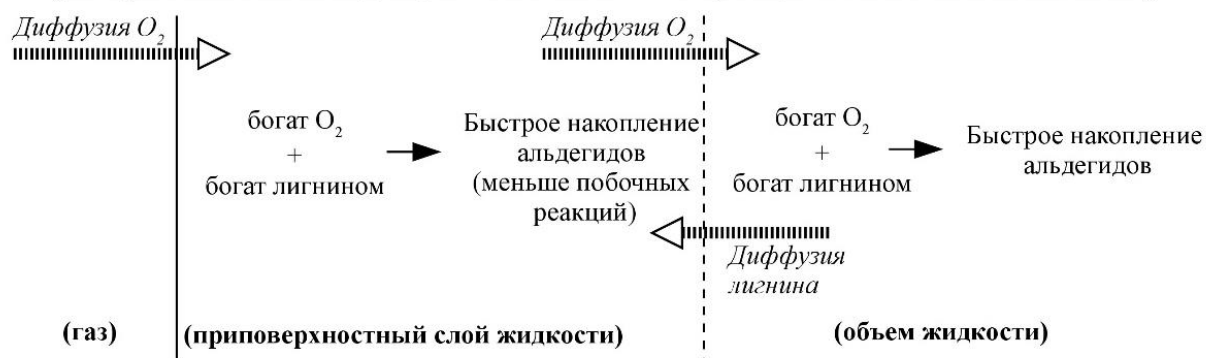 Диффузия O2
Диффузия O2
богат O2
+
богат лигнином
Быстрое накопление
альдегидов
(меньше побочных
реакций)
богат O2
+
богат лигнином
Быстрое накопление
альдегидов
Диффузия
лигнина
(газ)
(приповерхностный слой жидкости)
(объем жидкости)